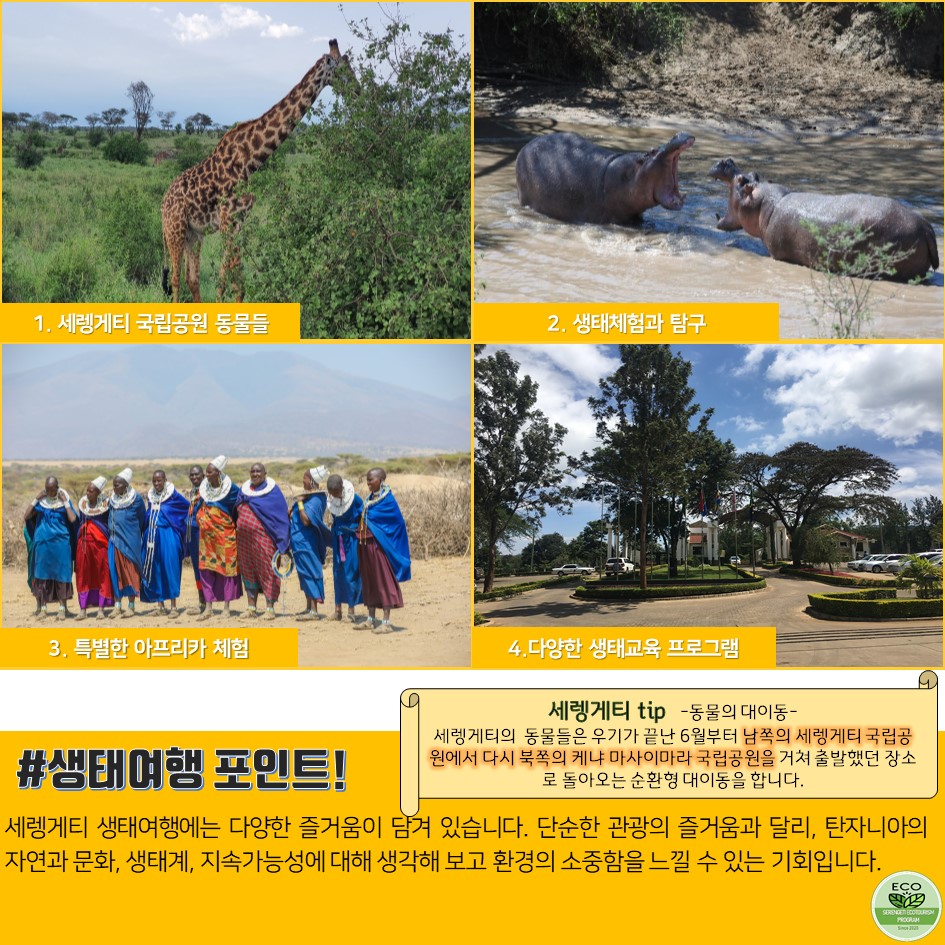 1. 세렝게티 국립공원 동물들
2. 생태체험과 탐구
3. 특별한 아프리카 체험
4.다양한 생태교육 프로그램
세렝게티 tip -동물의 대이동-
세렝게티의 동물들은 우기가 끝난 6월부터 남쪽의 세렝게티 국립공
원에서 다시 북쪽의 케냐 마사이마라 국립공원을 거쳐 출발했던 장소
로 돌아오는 순환형 대이동을 합니다.
#생태여행 포인트!
세렝게티 생태여행에는 다양한 즐거움이 담겨 있습니다. 단순한 관광의 즐거움과 달리, 탄자니아의
자연과 문화, 생태계, 지속가능성에 대해 생각해 보고 환경의 소중함을 느낄 수 있는 기회입니다.
ECO
SERENGETI ECOTOURISM
PROGRAM
Since 2020